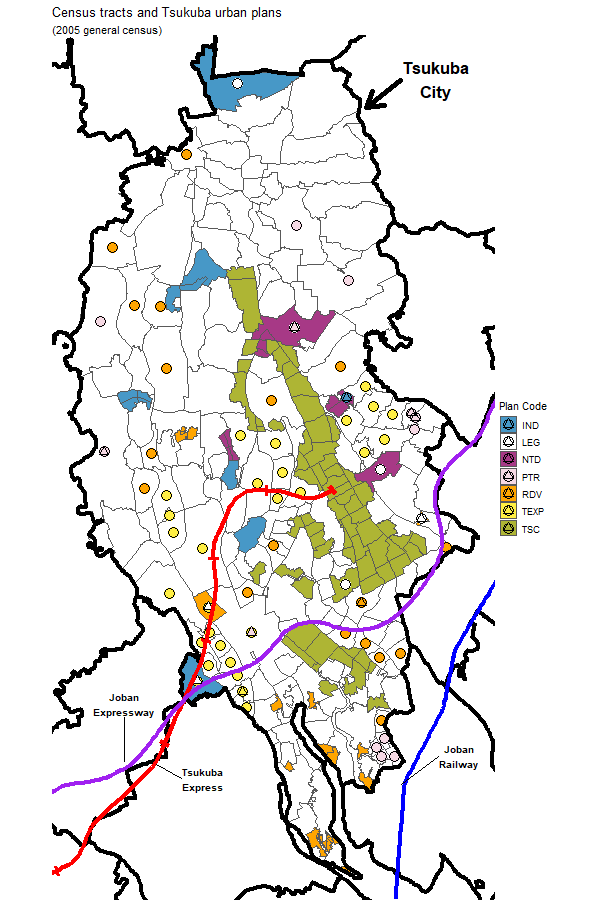 Census tracts and Tsukuba urban plans
(2005 general census)
Tsukuba
City
Plan Code
IND
LEG
NTD
PTR
RDV
TEXP
TSC
Joban
Expressway
Tsukuba
Express
Joban
Railway